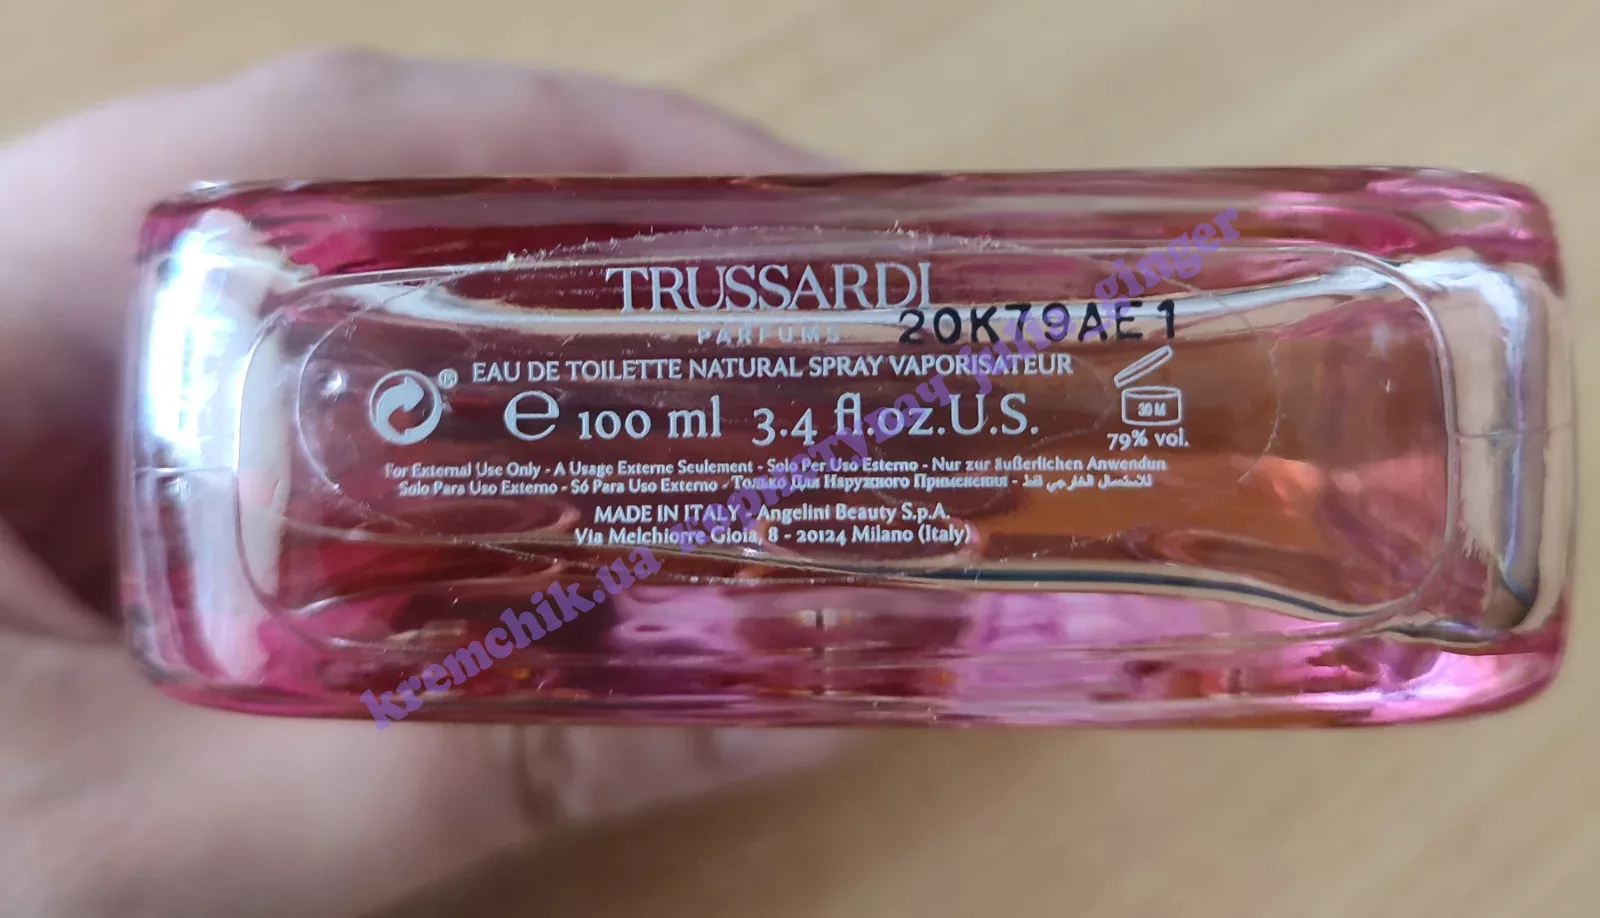 TRUSSARDI
PARFUMS
20K79AE1
EAU DE TOILETTE NATURAL SPRAY VAPORISATEUR
℮ 100 ml 3.4 fl.oz.U.S.
30 M
79% vol.
For External Use Only - A Usage Externe Seulement - Solo Per Uso Esterno - Nur zur äußerlichen Anwendun
Solo Para Uso Externo - Só Para Uso Externo - Только Для Наружного Применения - للاستعمال الخارجي فقط
MADE IN ITALY - Angelini Beauty S.p.A.
Via Melchiorre Gioia, 8 - 20124 Milano (Italy)
kremchik.ua користувач julia_ginger